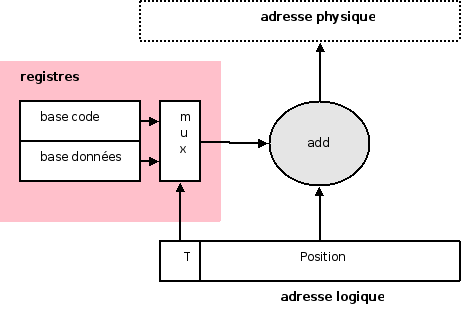 adresse physique
registres
base code
base données
m
u
x
add
T
Position
adresse logique